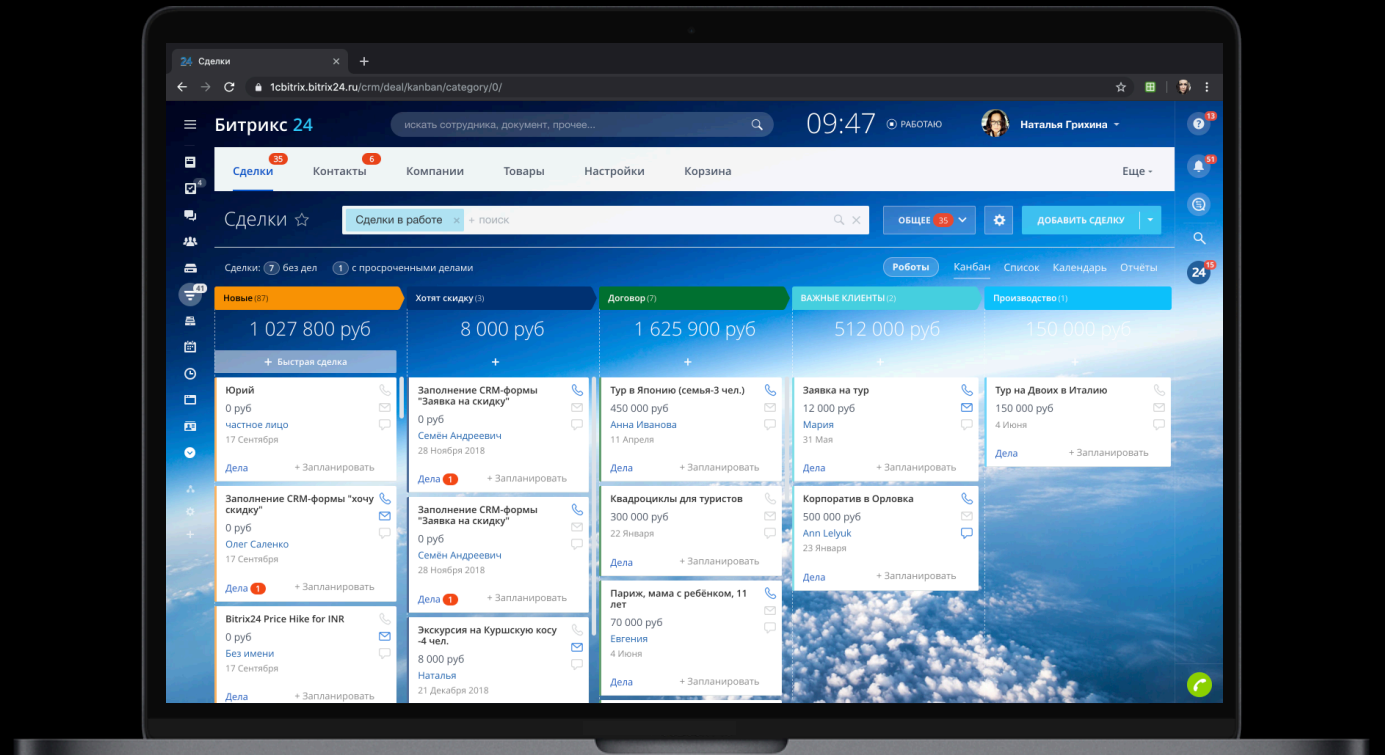 24 Сделки
1cbitrix.bitrix24.ru/crm/deal/kanban/category/0/
Битрикс 24
искать сотрудника, документ, прочее...
09:47
РАБОТАЮ
Наталья Грихина
13
35
6
Сделки Контакты Компании Товары Настройки Корзина Еще
51
4
Сделки
Сделки в работе × + поиск
ОБЩЕЕ 35
ДОБАВИТЬ СДЕЛКУ
Сделки: 7 без дел 1 с просроченными делами
Роботы Канбан Список Календарь Отчёты
24 15
41
Новые (87)
1 027 800 руб
+ Быстрая сделка
Юрий
0 руб
частное лицо
17 Сентября
Дела + Запланировать
Заполнение CRM-формы "хочу
скидку"
0 руб
Олег Саленко
17 Сентября
Дела 1 + Запланировать
Bitrix24 Price Hike for INR
0 руб
Без имени
17 Сентября
Дела + Запланировать
Хотят скидку (3)
8 000 руб
+
Заполнение CRM-формы
"Заявка на скидку"
0 руб
Семён Андреевич
28 Ноября 2018
Дела 1 + Запланировать
Заполнение CRM-формы
"Заявка на скидку"
0 руб
Семён Андреевич
28 Ноября 2018
Дела 1 + Запланировать
Экскурсия на Куршскую косу
-4 чел.
8 000 руб
Наталья
21 Декабря 2018
Договор (7)
1 625 900 руб
+
Тур в Японию (семья-3 чел.)
450 000 руб
Анна Иванова
11 Апреля
Дела + Запланировать
Квадроциклы для туристов
300 000 руб
22 Января
Дела + Запланировать
Париж, мама с ребёнком, 11
лет
70 000 руб
Евгения
4 Июня
Дела + Запланировать
ВАЖНЫЕ КЛИЕНТЫ (2)
512 000 руб
+
Заявка на тур
12 000 руб
Мария
31 Мая
Дела + Запланировать
Корпоратив в Орловка
500 000 руб
Ann Lelyuk
23 Января
Дела + Запланировать
Производство (1)
150 000 руб
+
Тур на Двоих в Италию
150 000 руб
4 Июня
Дела + Запланировать